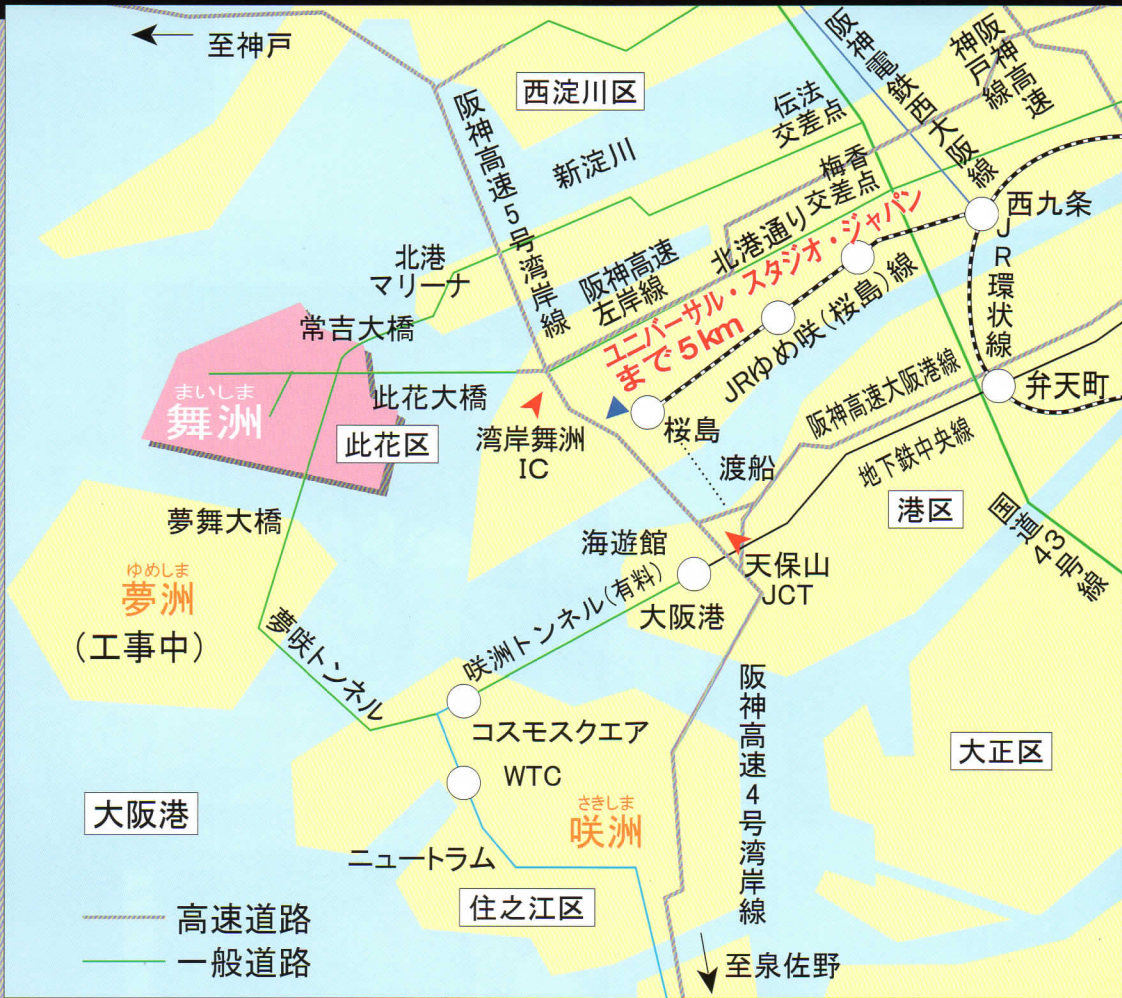 至神戸
西淀川区
阪神電鉄西大阪線
阪神高速
神戸線
伝法
交差点
阪神高速5号湾岸線
新淀川
梅香
交差点
北港通り
西九条
JR環状線
北港
マリーナ
阪神高速
左岸線
ユニバーサル・スタジオ・ジャパン
まで5km
JRゆめ咲(桜島)線
常吉大橋
まいしま
舞洲
此花大橋
此花区
湾岸舞洲
IC
桜島
渡船
阪神高速大阪港線
地下鉄中央線
弁天町
港区
国道43号線
夢舞大橋
ゆめしま
夢洲
(工事中)
海遊館
大阪港
天保山
JCT
夢咲トンネル
咲洲トンネル(有料)
コスモスクエア
WTC
さきしま
咲洲
阪神高速4号湾岸線
大正区
大阪港
ニュートラム
住之江区
高速道路
一般道路
至泉佐野